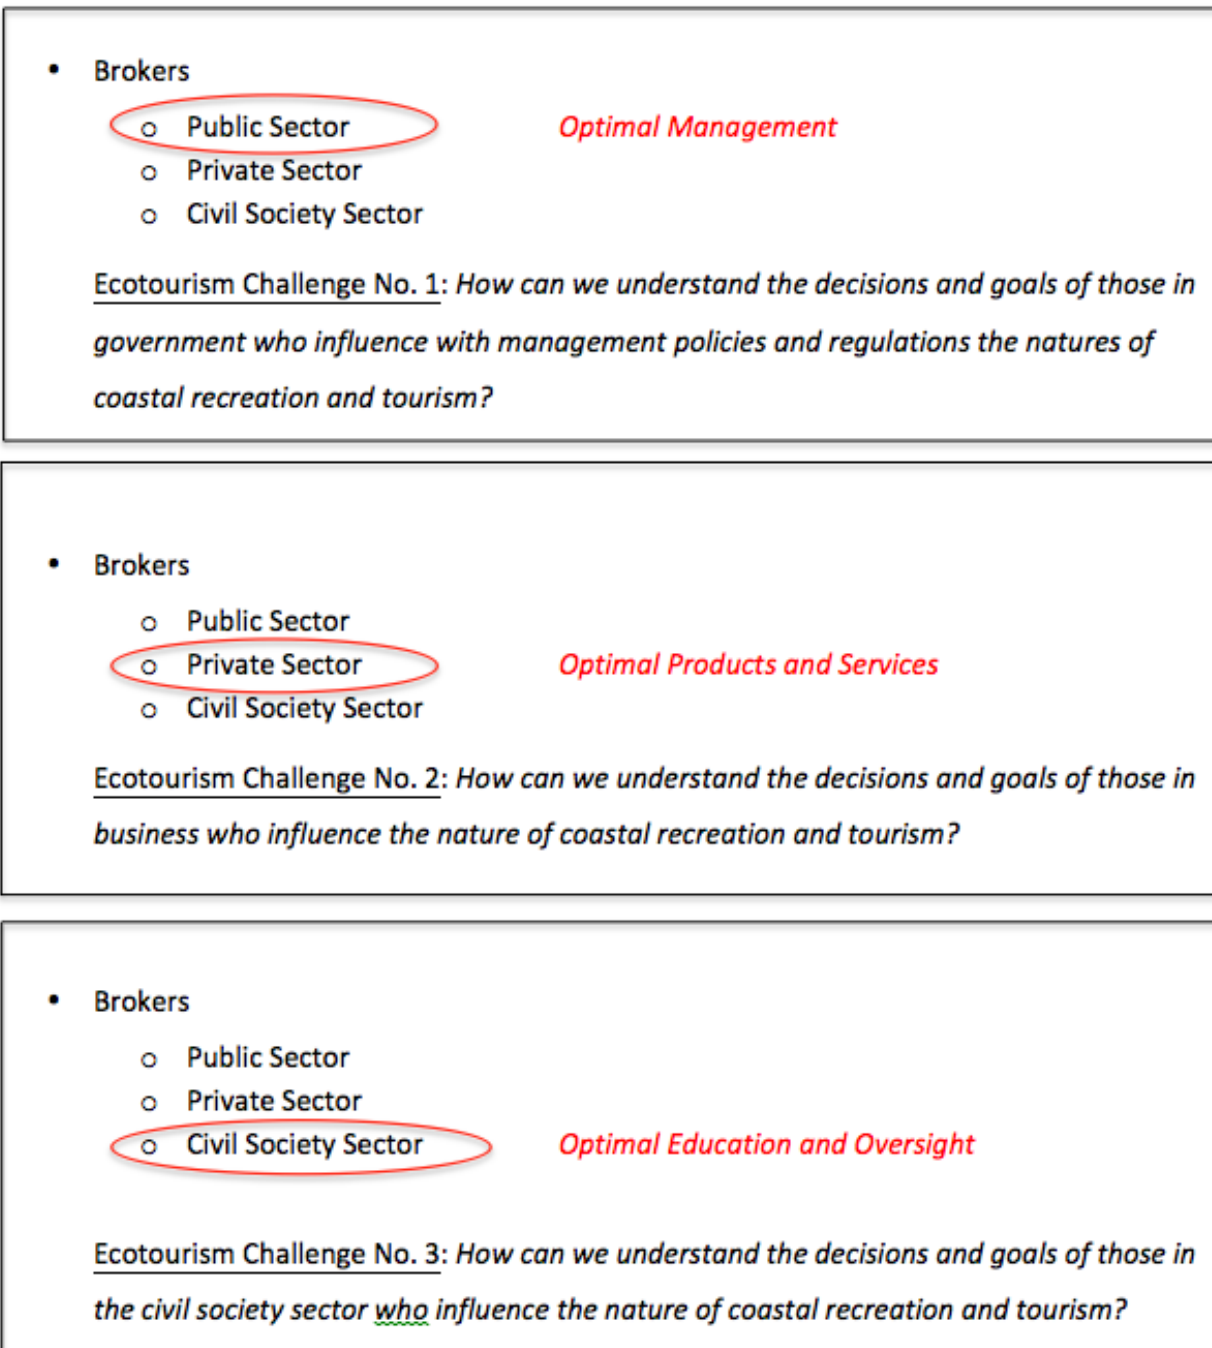 • Brokers
o Public Sector Optimal Management
o Private Sector
o Civil Society Sector
Ecotourism Challenge No. 1: How can we understand the decisions and goals of those in
government who influence with management policies and regulations the natures of
coastal recreation and tourism?
• Brokers
o Public Sector
o Private Sector Optimal Products and Services
o Civil Society Sector
Ecotourism Challenge No. 2: How can we understand the decisions and goals of those in
business who influence the nature of coastal recreation and tourism?
• Brokers
o Public Sector
o Private Sector
o Civil Society Sector Optimal Education and Oversight
Ecotourism Challenge No. 3: How can we understand the decisions and goals of those in
the civil society sector who influence the nature of coastal recreation and tourism?